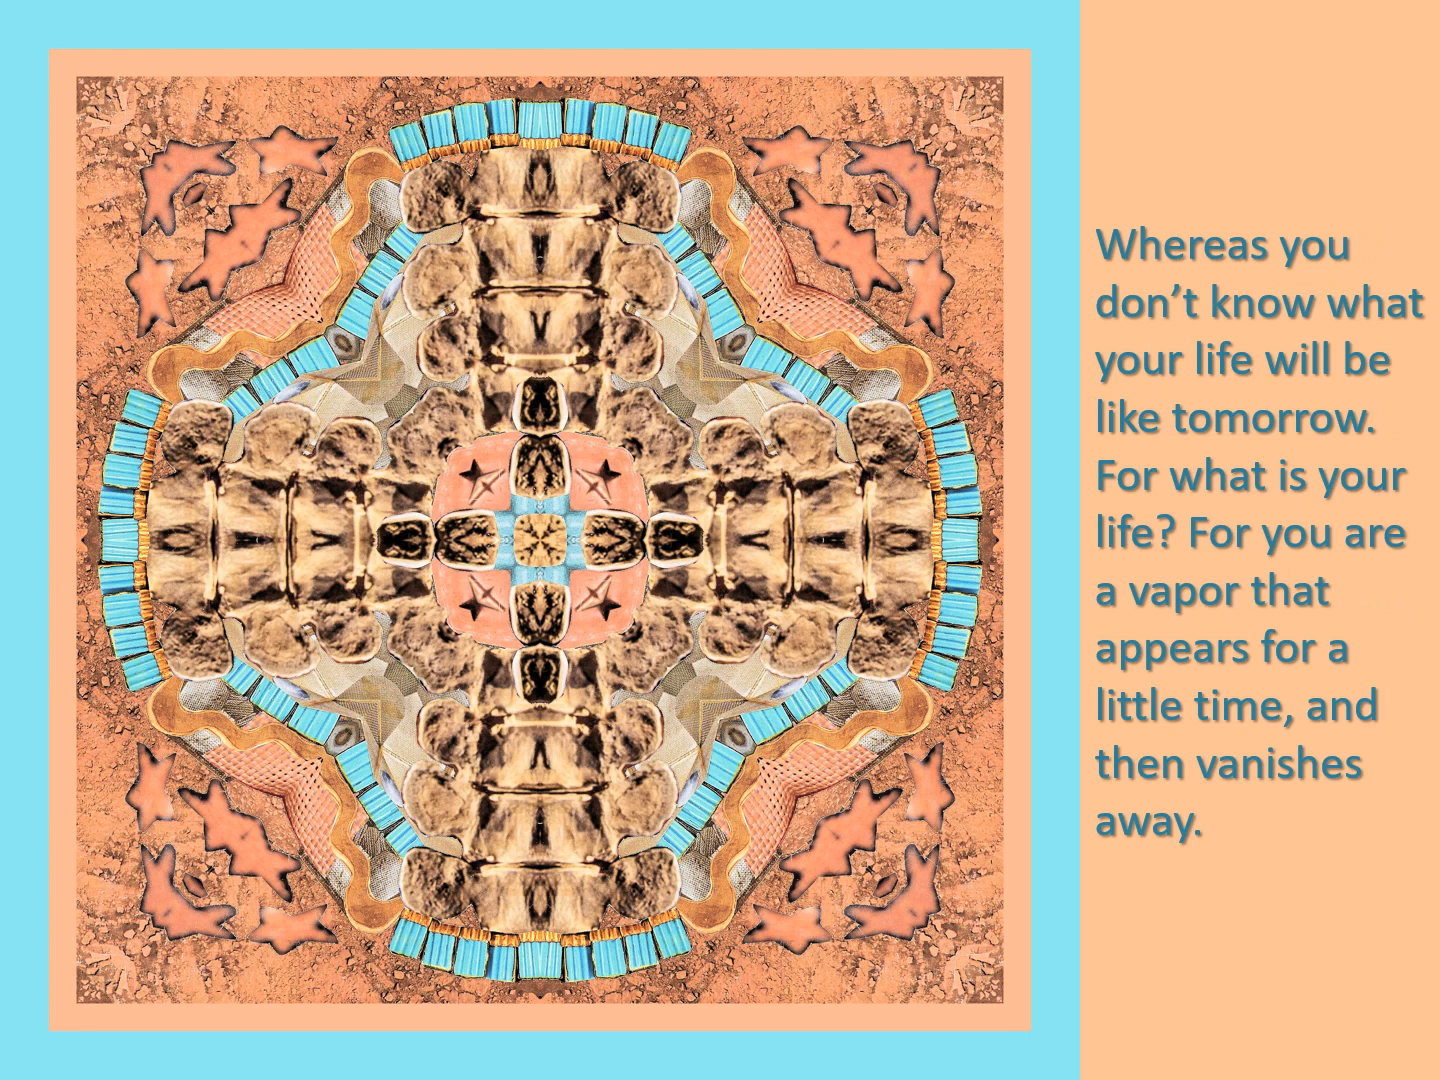 Whereas you
don’t know what
your life will be
like tomorrow.
For what is your
life? For you are
a vapor that
appears for a
little time, and
then vanishes
away.